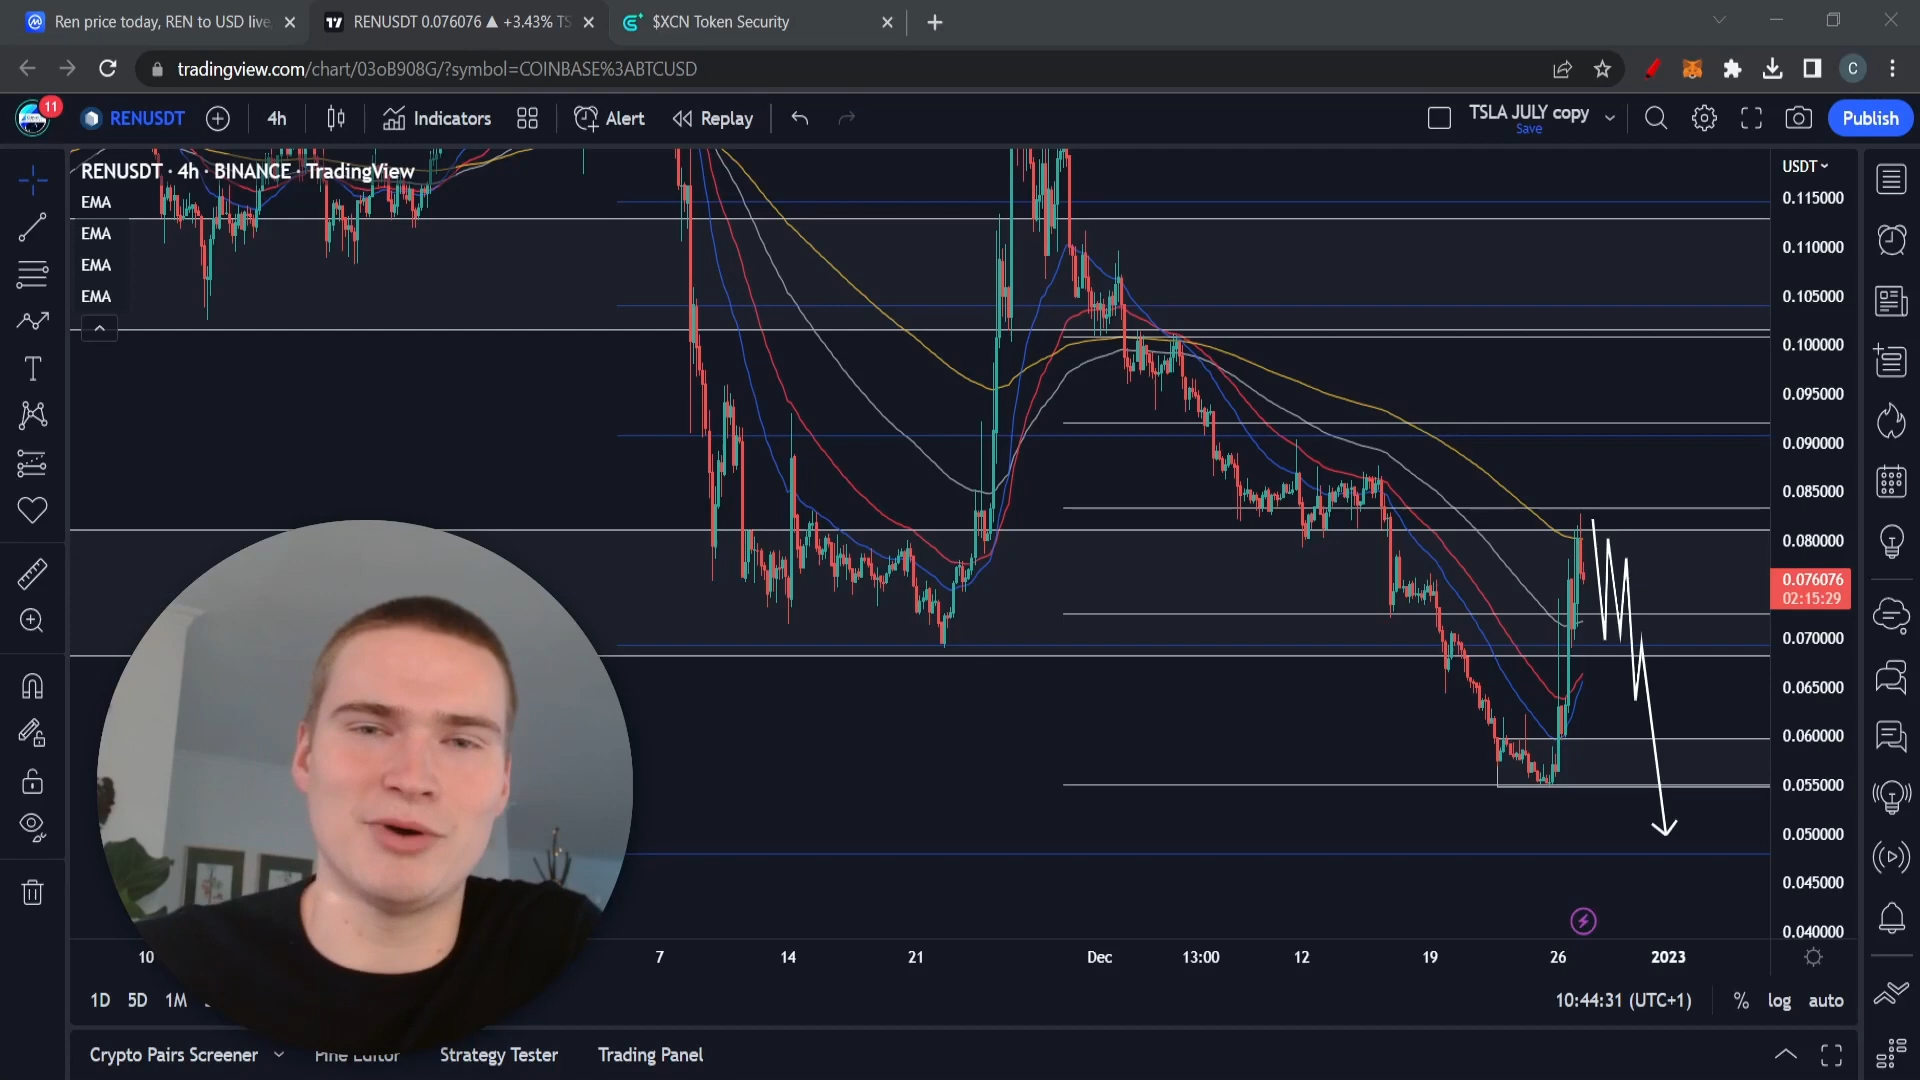 Ren price today, REN to USD live,
RENUSDT 0.076076 ▲ +3.43% TS
$XCN Token Security
tradingview.com/chart/03oB908G/?symbol=COINBASE%3ABTCUSD
C
11
RENUSDT
4h
Indicators
Alert
Replay
TSLA JULY copy
Save
Publish
RENUSDT · 4h · BINANCE · TradingView
EMA
EMA
EMA
EMA
USDT
0.115000
0.110000
0.105000
0.100000
0.095000
0.090000
0.085000
0.080000
0.076076
02:15:29
0.070000
0.065000
0.060000
0.055000
0.050000
0.045000
0.040000
10
7
14
21
Dec
13:00
12
19
26
2023
1D 5D 1M
10:44:31 (UTC+1)
% log auto
Crypto Pairs Screener
Pine Editor
Strategy Tester
Trading Panel